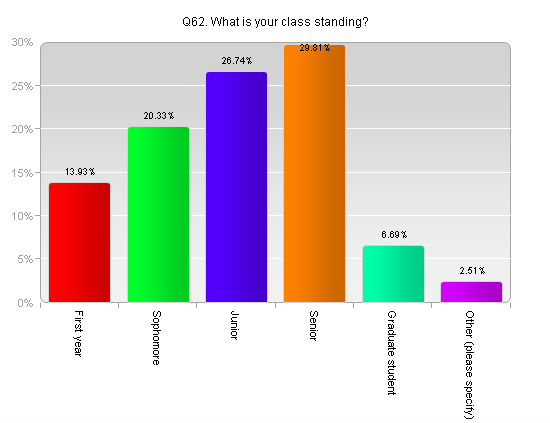 Q62. What is your class standing?
30%
25%
20%
15%
10%
5%
0%
13.93%
20.33%
26.74%
29.81%
6.69%
2.51%
First year
Sophomore
Junior
Senior
Graduate student
Other (please specify)